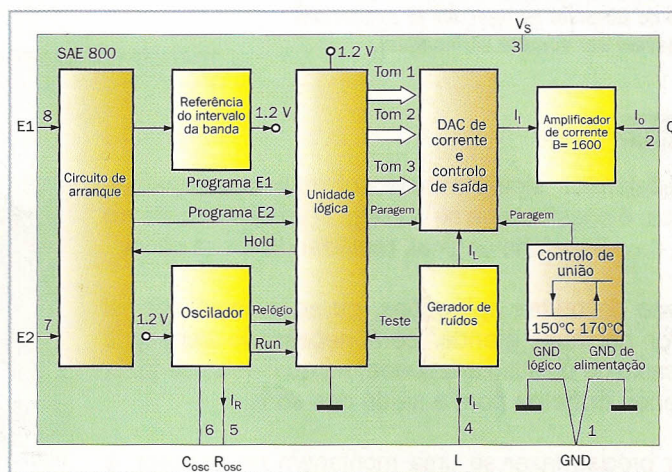 V_S
SAE 800
3
1.2 V
E1
8
Referência
do intervalo
da banda
1.2 V
Tom 1
Tom 2
Tom 3
DAC de
corrente
e
controlo
de saída
I_I
Amplificador
de corrente
B= 1600
I_o
2
Circuito de
arranque
Programa E1
Programa E2
Hold
Unidade
lógica
Paragem
Paragem
I_L
Controlo de
união
150°C 170°C
E2
7
1.2 V
Oscilador
Relógio
Run
Teste
Gerador de
ruídos
GND
lógico
GND de
alimentação
6
I_R
5
I_L
4
1
C_osc
R_osc
L
GND